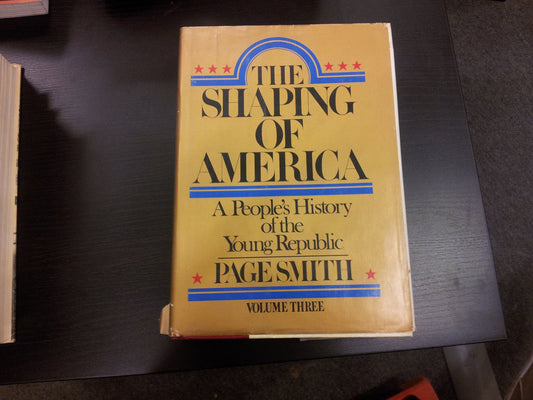 THE
SHAPING
OF
AMERICA
A People's History
of the
Young Republic
PAGE SMITH
VOLUME THREE